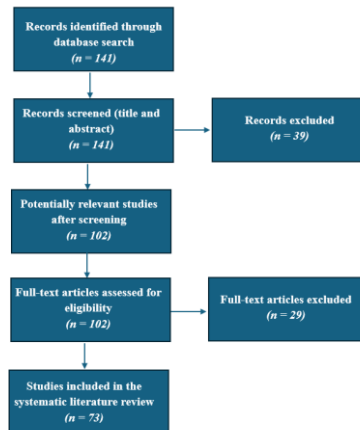 Records identified through
database search
(n = 141)
Records screened (title and
abstract)
(n = 141)
Records excluded
(n = 39)
Potentially relevant studies
after screening
(n = 102)
Full-text articles assessed for
eligibility
(n = 102)
Full-text articles excluded
(n = 29)
Studies included in the
systematic literature review
(n = 73)